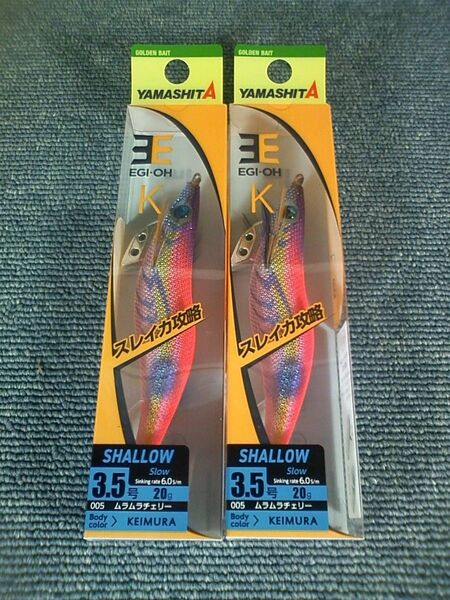 GOLDEN BAIT
YAMASHITA
EGI-OH
K
スレイカ攻略
SHALLOW
Slow
Sinking rate 6.0s/m
3.5号 20g
005 ムラムラチェリー
Body color > KEIMURA
GOLDEN BAIT
YAMASHITA
EGI-OH
K
スレイカ攻略
SHALLOW
Slow
Sinking rate 6.0s/m
3.5号 20g
005 ムラムラチェリー
Body color > KEIMURA